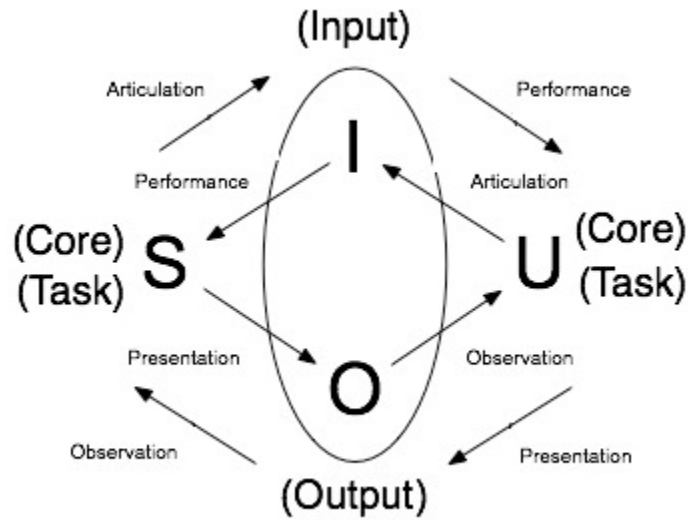 (Input)
Articulation
Performance
I
Performance
Articulation
(Core)
(Task)
S
U
(Core)
(Task)
Presentation
Observation
O
Observation
Presentation
(Output)